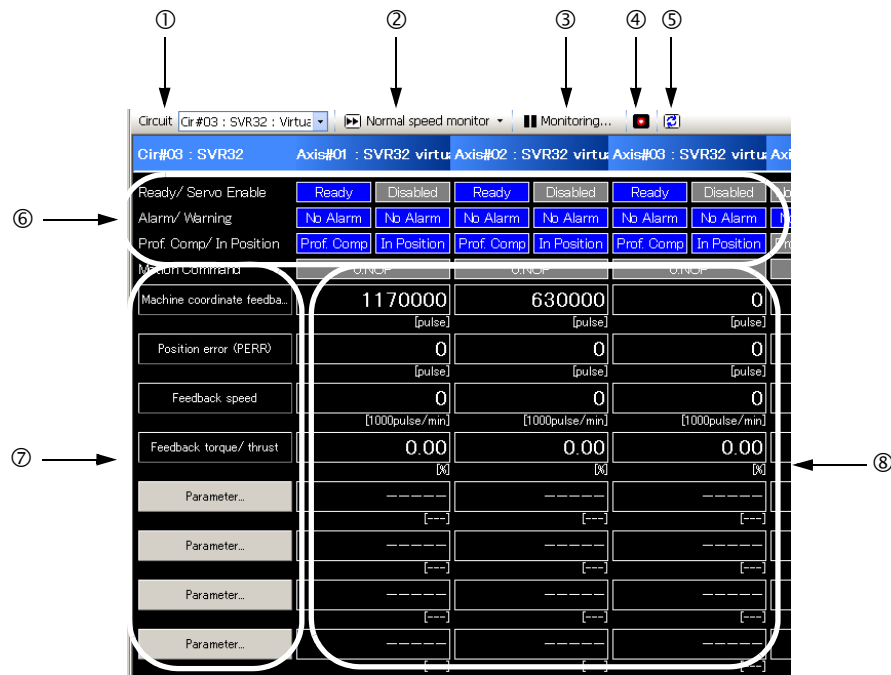 ① ② ③ ④ ⑤
Circuit Cir#03 : SVR32 : Virtua Normal speed monitor Monitoring...
Cir#03 : SVR32 Axis#01 : SVR32 virtu Axis#02 : SVR32 virtu Axis#03 : SVR32 virtu Axi
Ready/ Servo Enable Ready Disabled Ready Disabled Ready Disabled
⑥
Alarm/ Warning No Alarm No Alarm No Alarm No Alarm No Alarm No Alarm
Prof. Comp/ In Position Prof. Comp In Position Prof. Comp In Position Prof. Comp In Position
Motion Command 0:NOP 0:NOP 0:NOP
Machine coordinate feedba... 1170000 630000 0
[pulse] [pulse] [pulse]
Position error (PERR) 0 0 0
[pulse] [pulse] [pulse]
Feedback speed 0 0 0
[1000pulse/min] [1000pulse/min] [1000pulse/min]
Feedback torque/ thrust 0.00 0.00 0.00
⑦ ⑧
[%] [%] [%]
Parameter... ----- ----- -----
[---] [---] [---]
Parameter... ----- ----- -----
[---] [---] [---]
Parameter... ----- ----- -----
[---] [---] [---]
Parameter... ----- ----- -----
[---] [---] [---]